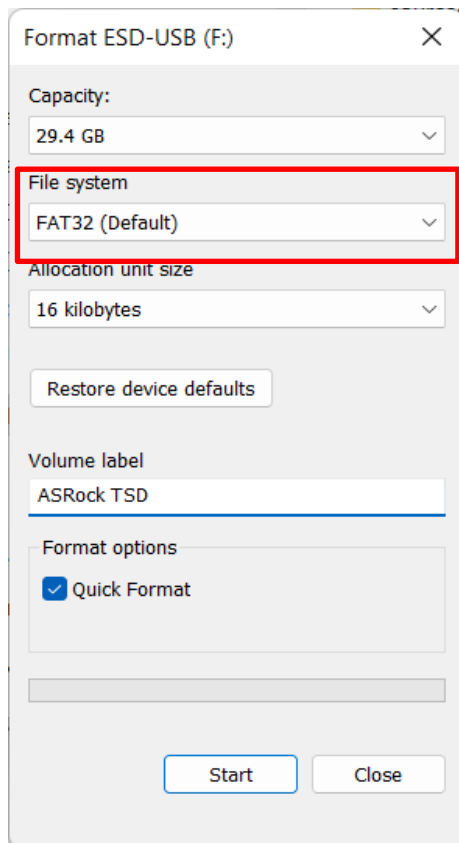 Format ESD-USB (F:)
Capacity:
29.4 GB
File system
FAT32 (Default)
Allocation unit size
16 kilobytes
Restore device defaults
Volume label
ASRock TSD
Format options
Quick Format
Start Close